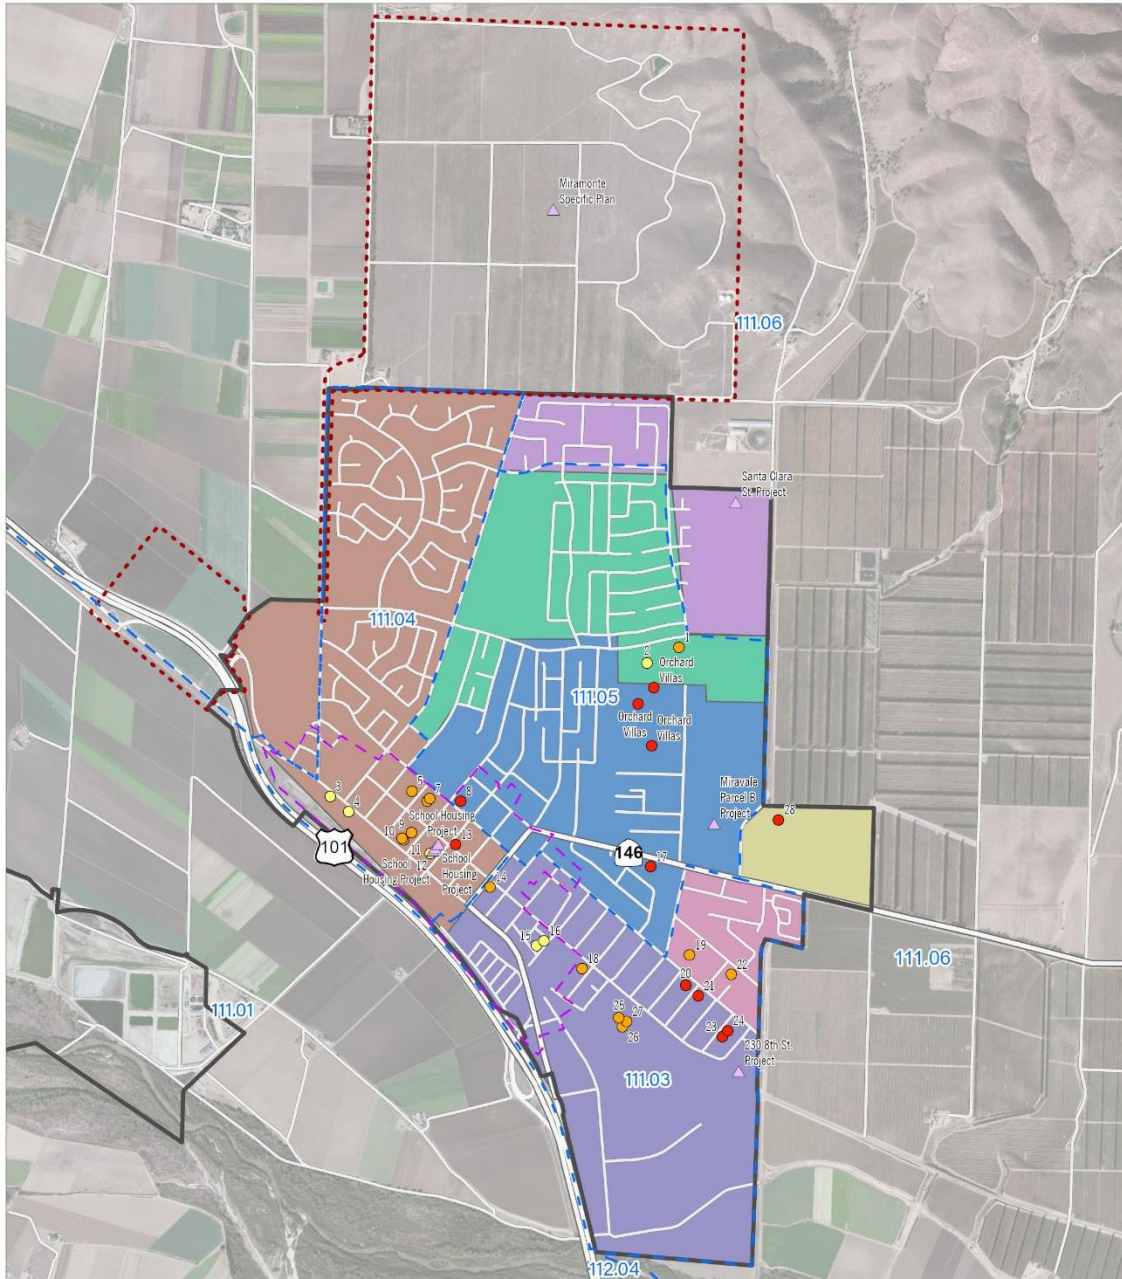 Miramonte
Specific Plan
111.06
Santa Clara
St. Project
111.04
1
2
Orchard
Villas
111.05
Orchard
Villas
Orchard
Villas
Miravale
Parcel B
Project
3
4
5
7
8
28
School Housing
Project
9
10
13
11
12
101
School
Housing Project
School
Housing
Project
146
17
14
15
16
18
19
20
21
22
111.06
25
27
26
23
24
230 8th St.
Project
111.01
111.03
112.04